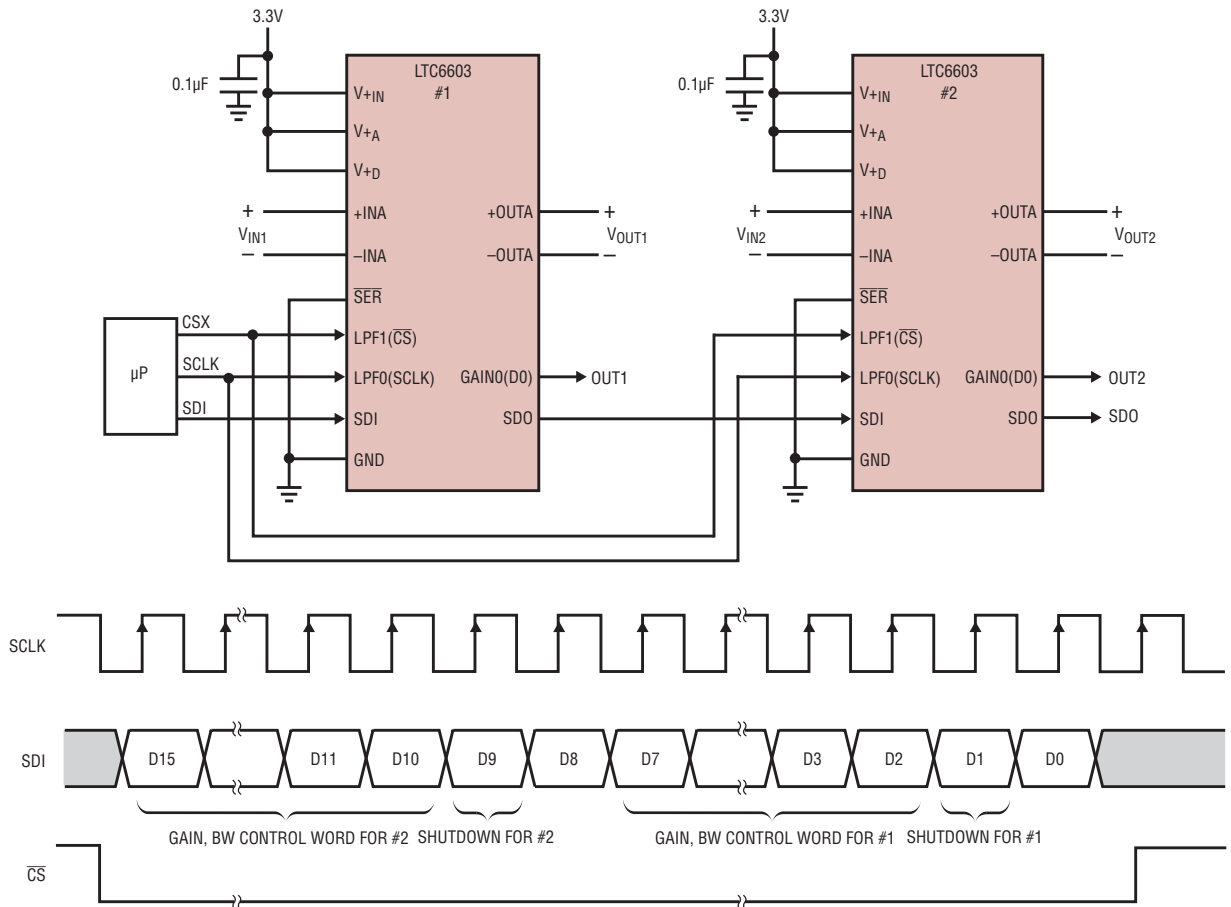 3.3V
3.3V
0.1µF
LTC6603
#1
V+IN
V+A
V+D
+INA
–INA
SER
LPF1(CS)
LPF0(SCLK)
SDI
GND
+OUTA
–OUTA
GAIN0(D0)
SDO
+
VIN1
–
+
VOUT1
–
OUT1
µP
CSX
SCLK
SDI
0.1µF
LTC6603
#2
V+IN
V+A
V+D
+INA
–INA
SER
LPF1(CS)
LPF0(SCLK)
SDI
GND
+OUTA
–OUTA
GAIN0(D0)
SDO
+
VIN2
–
+
VOUT2
–
OUT2
SDO
SCLK
SDI
D15 D11 D10 D9 D8 D7 D3 D2 D1 D0
GAIN, BW CONTROL WORD FOR #2 SHUTDOWN FOR #2 GAIN, BW CONTROL WORD FOR #1 SHUTDOWN FOR #1
CS